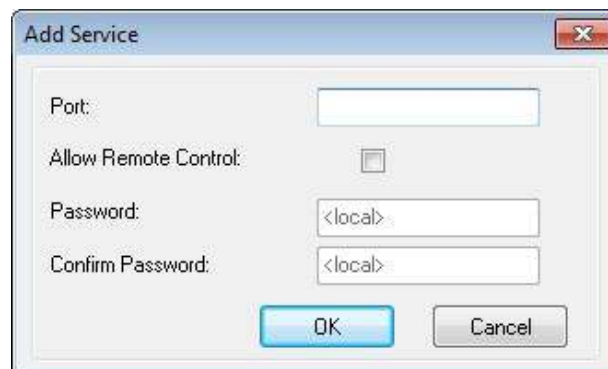 Add Service
Port:
Allow Remote Control:
Password:
<local>
Confirm Password:
<local>
OK
Cancel